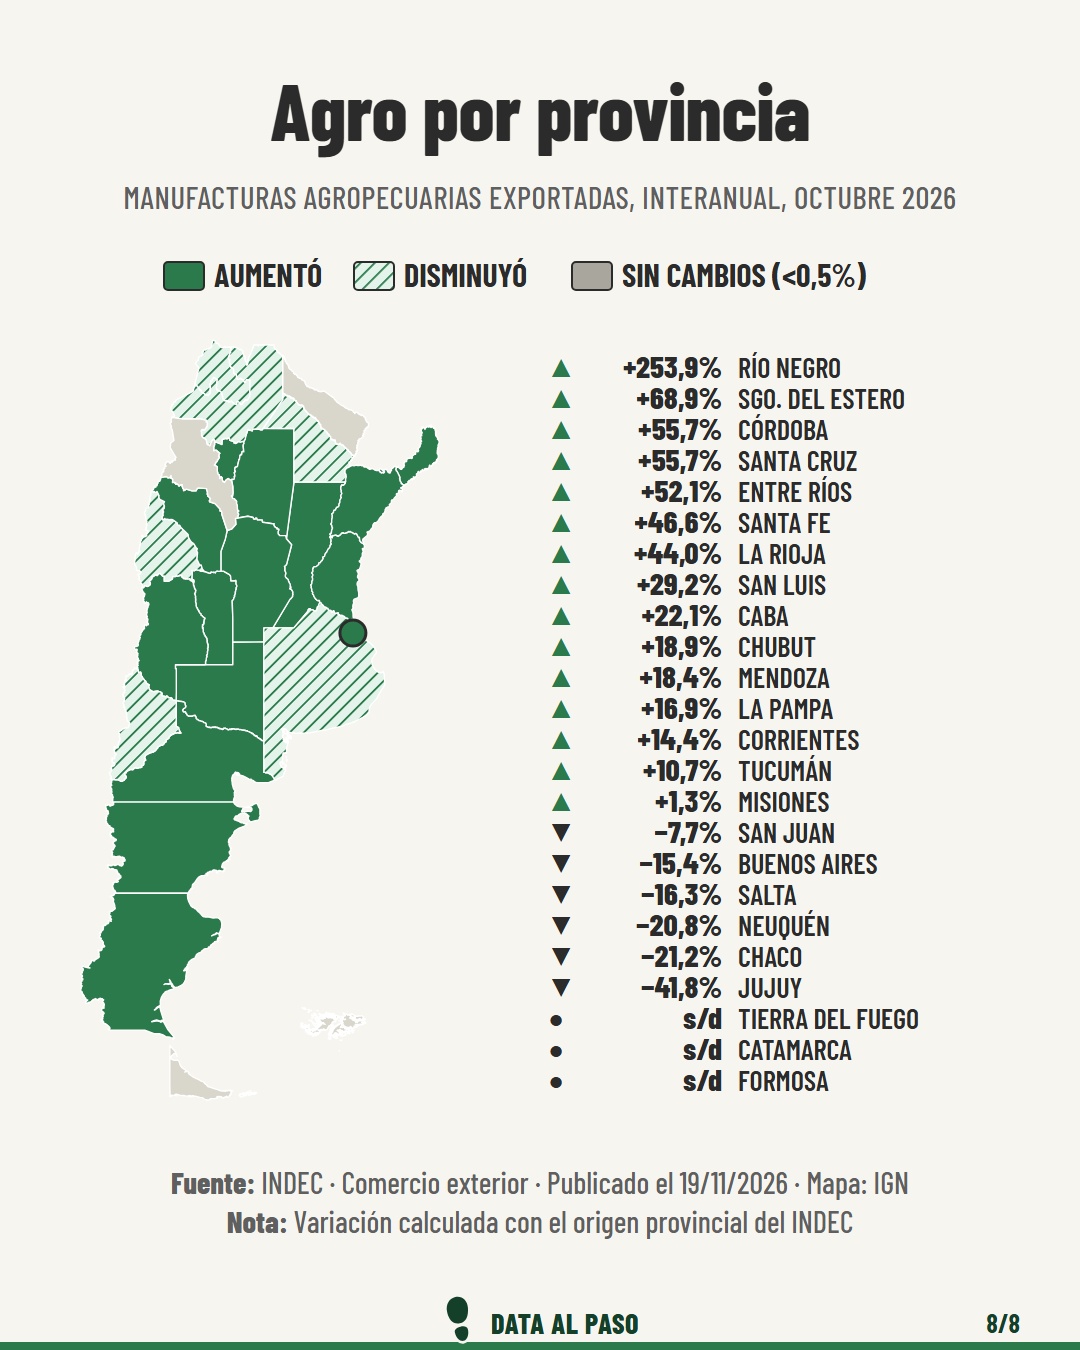 Agro por provincia
MANUFACTURAS AGROPECUARIAS EXPORTADAS, INTERANUAL, OCTUBRE 2026
AUMENTÓ DISMINUYÓ SIN CAMBIOS (<0,5%)
▲ +253,9% RÍO NEGRO
▲ +68,9% SGO. DEL ESTERO
▲ +55,7% CÓRDOBA
▲ +55,7% SANTA CRUZ
▲ +52,1% ENTRE RÍOS
▲ +46,6% SANTA FE
▲ +44,0% LA RIOJA
▲ +29,2% SAN LUIS
▲ +22,1% CABA
▲ +18,9% CHUBUT
▲ +18,4% MENDOZA
▲ +16,9% LA PAMPA
▲ +14,4% CORRIENTES
▲ +10,7% TUCUMÁN
▲ +1,3% MISIONES
▼ −7,7% SAN JUAN
▼ −15,4% BUENOS AIRES
▼ −16,3% SALTA
▼ −20,8% NEUQUÉN
▼ −21,2% CHACO
▼ −41,8% JUJUY
● s/d TIERRA DEL FUEGO
● s/d CATAMARCA
● s/d FORMOSA
Fuente: INDEC · Comercio exterior · Publicado el 19/11/2026 · Mapa: IGN
Nota: Variación calculada con el origen provincial del INDEC
DATA AL PASO
8/8